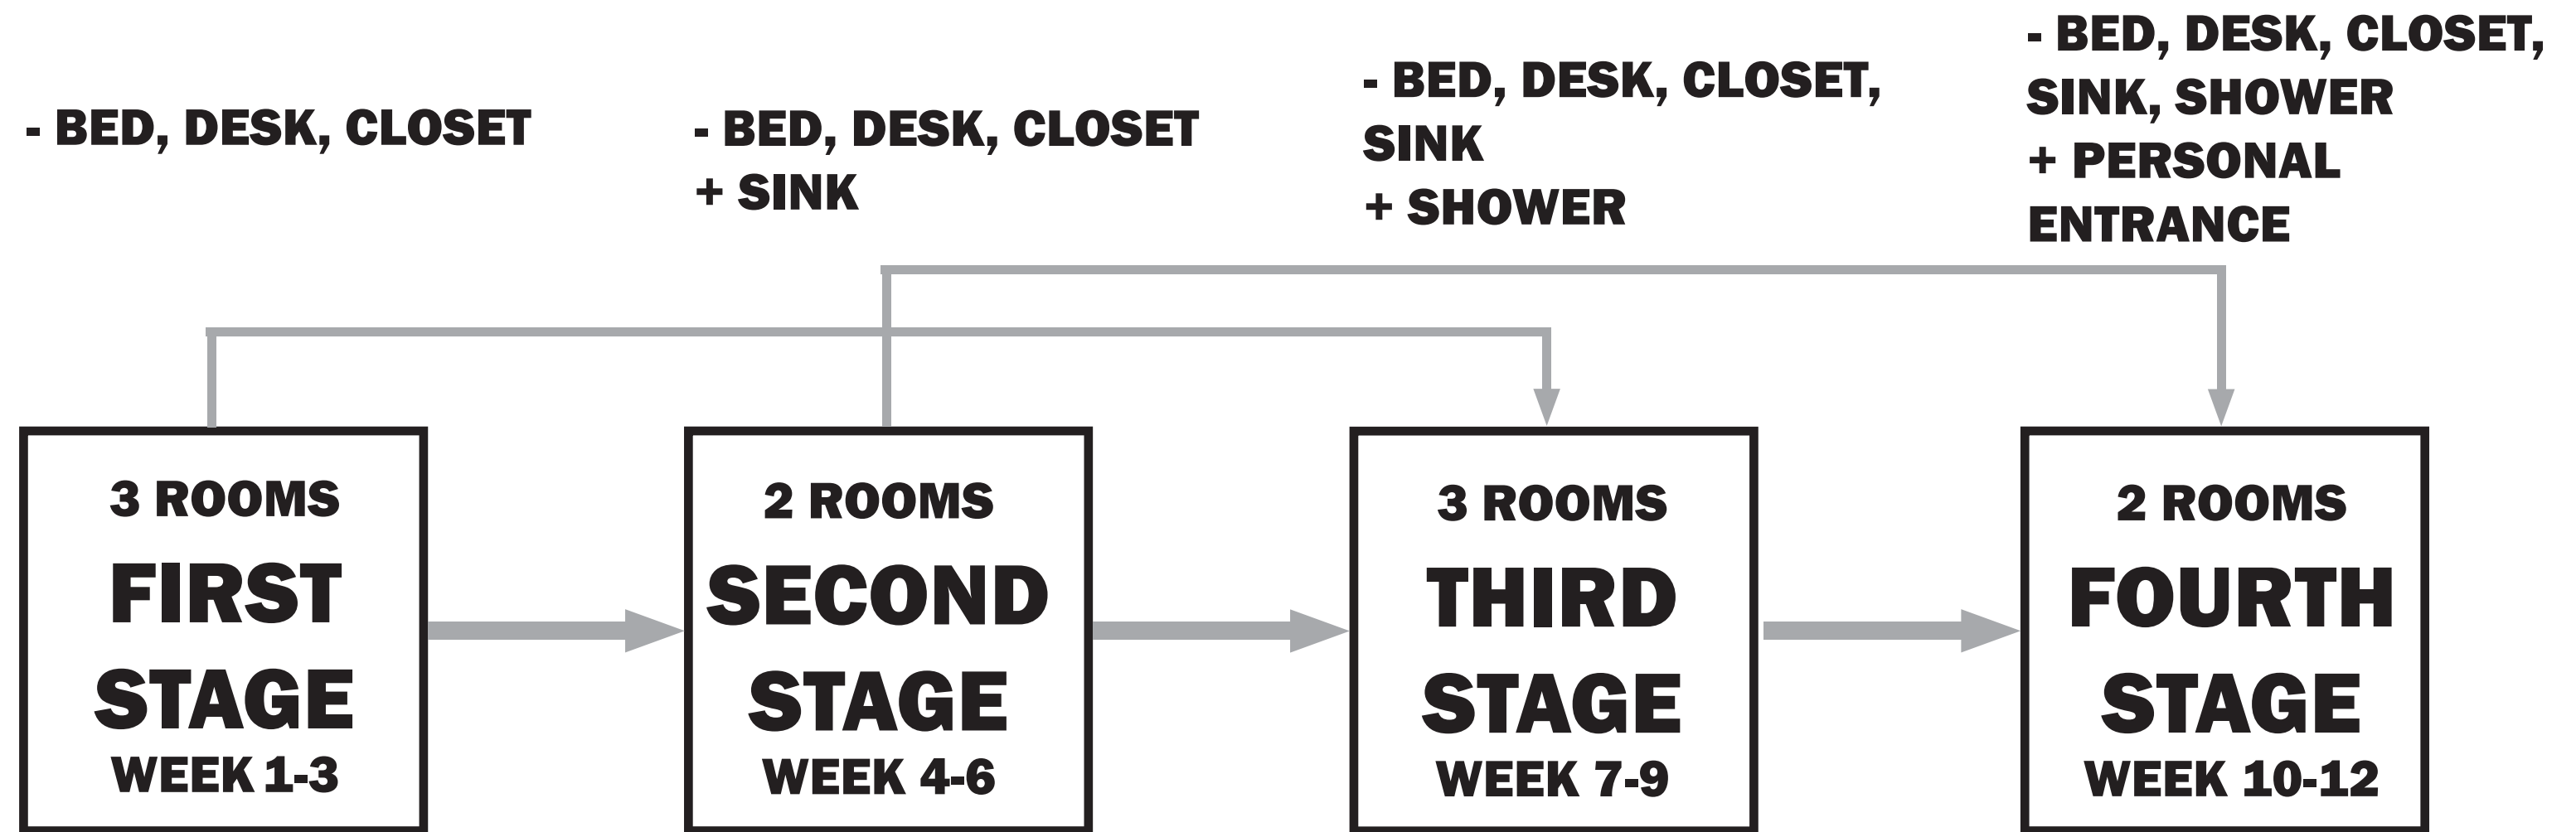 - BED, DESK, CLOSET
- BED, DESK, CLOSET
+ SINK
- BED, DESK, CLOSET,
SINK
+ SHOWER
- BED, DESK, CLOSET,
SINK, SHOWER
+ PERSONAL
ENTRANCE
3 ROOMS
FIRST
STAGE
WEEK 1-3
2 ROOMS
SECOND
STAGE
WEEK 4-6
3 ROOMS
THIRD
STAGE
WEEK 7-9
2 ROOMS
FOURTH
STAGE
WEEK 10-12